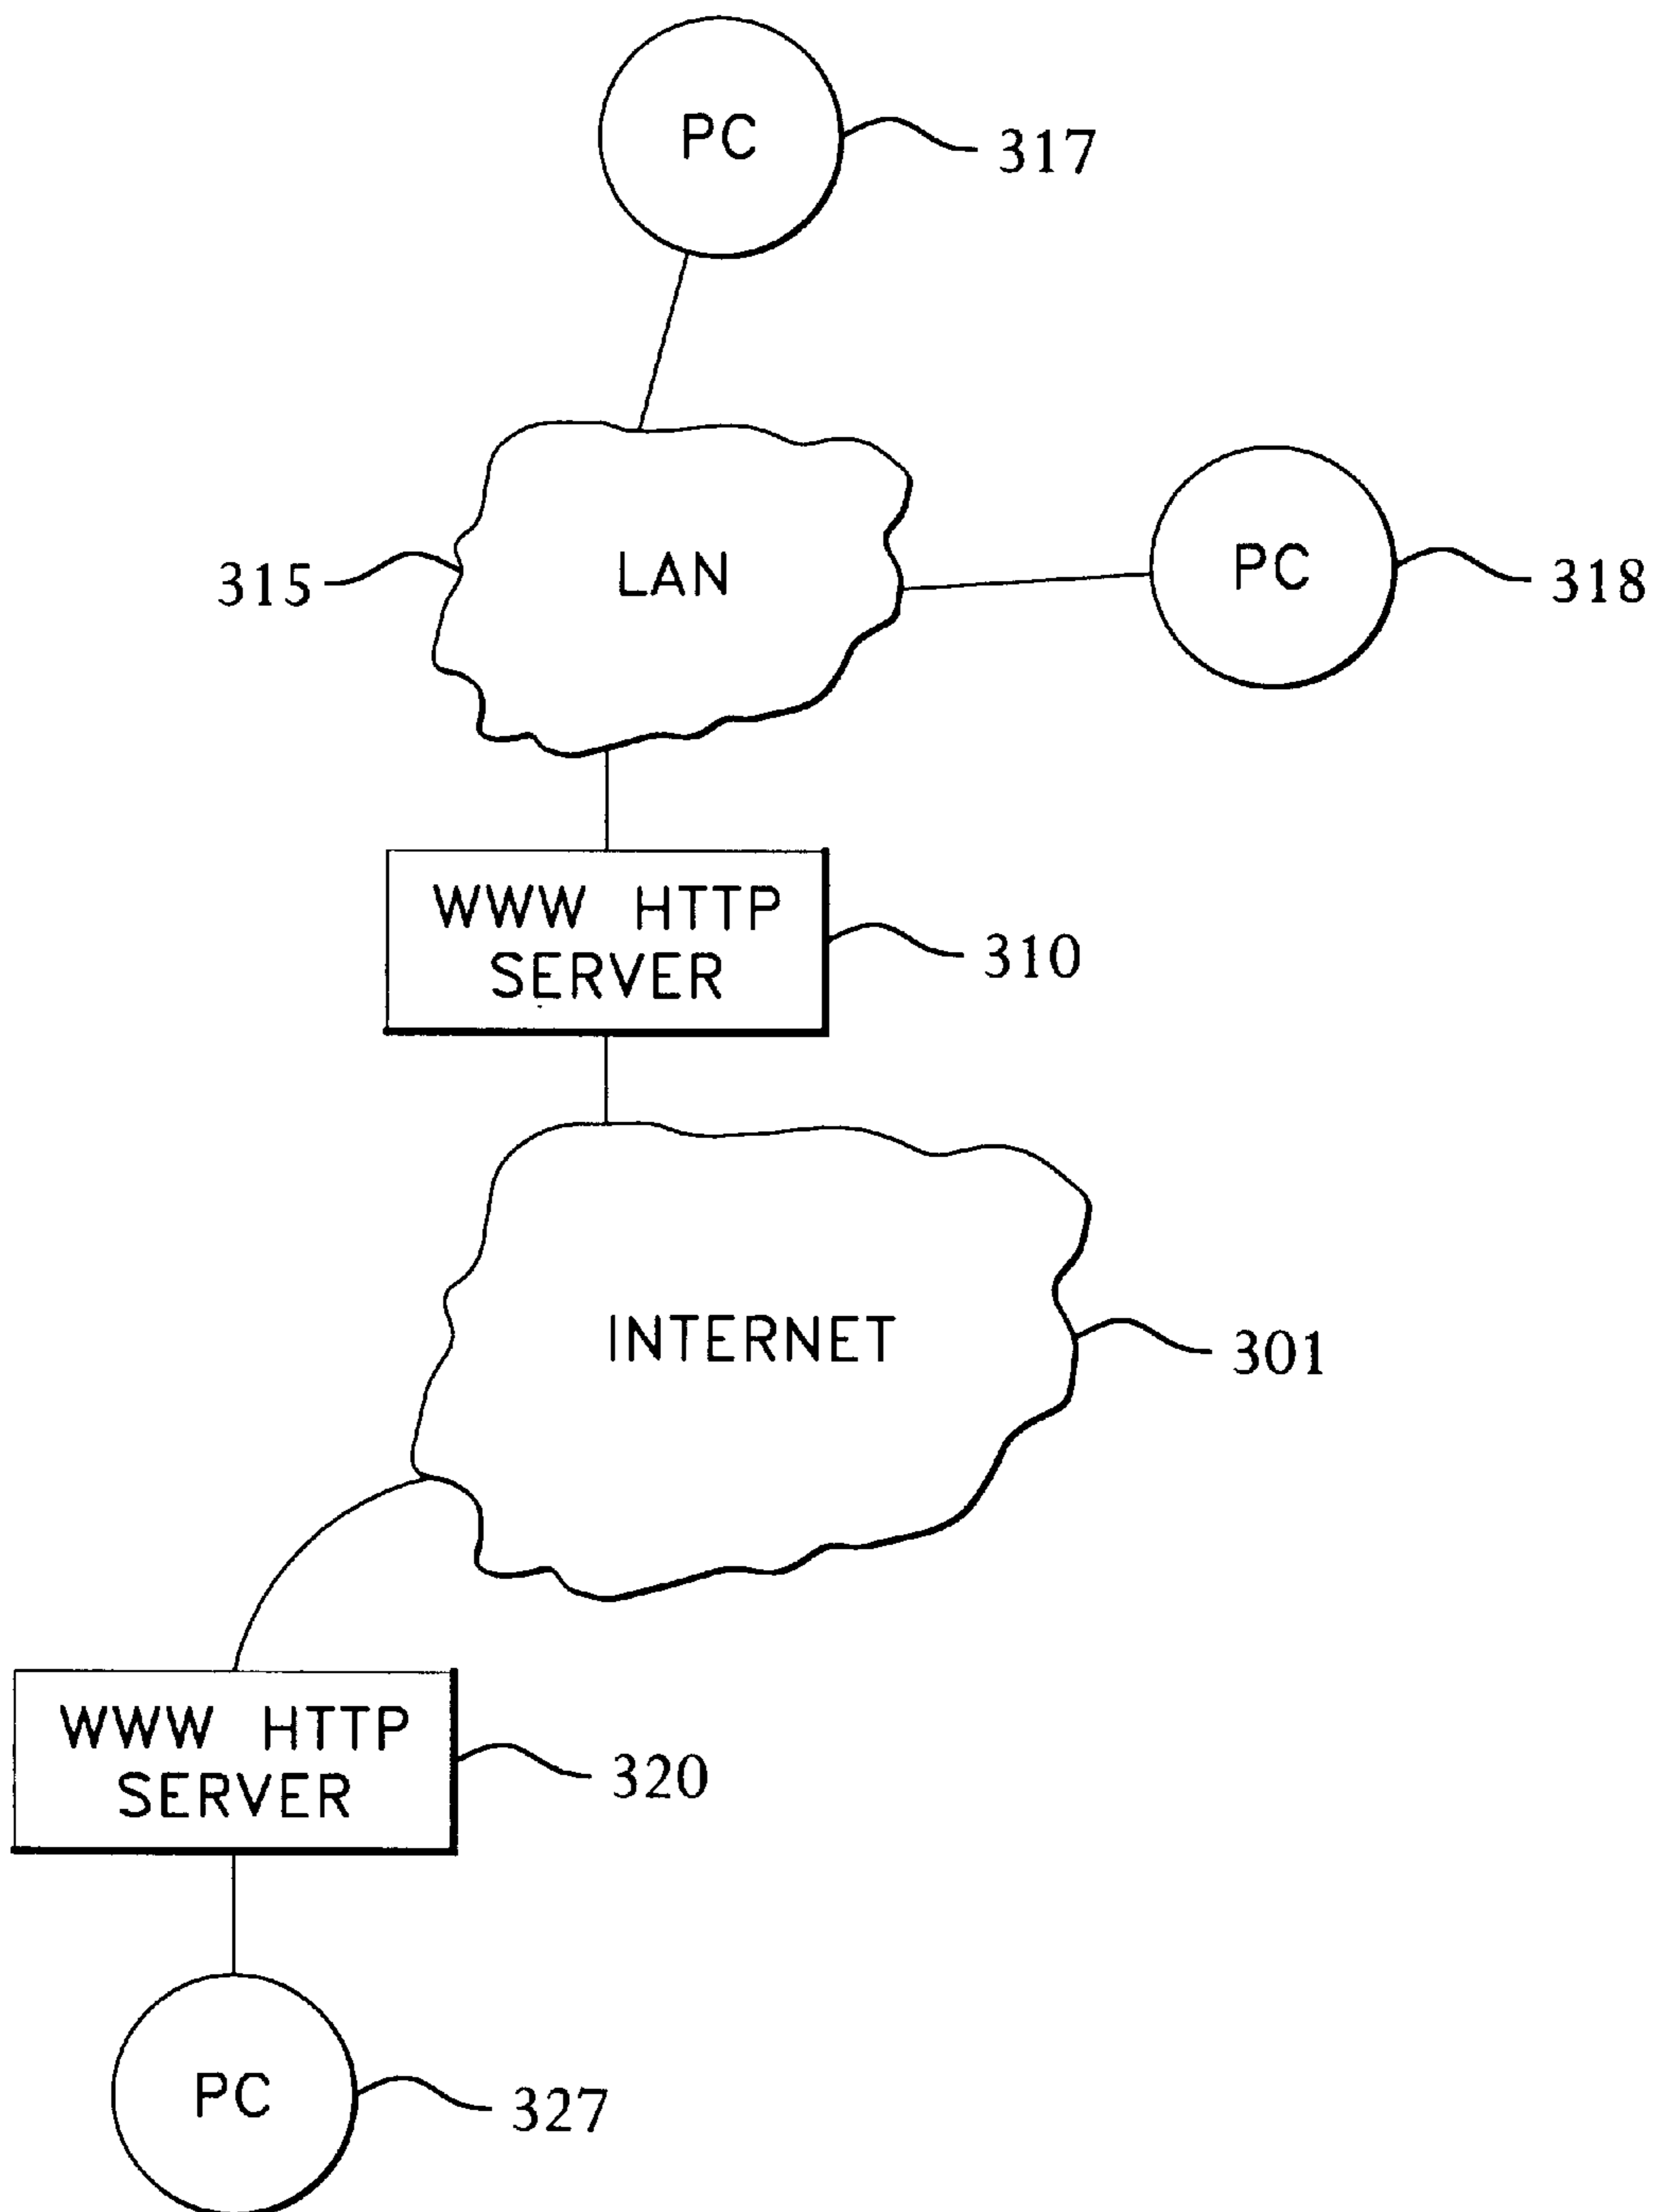 PC
317
LAN
315
PC
318
WWW HTTP
SERVER
310
INTERNET
301
WWW HTTP
SERVER
320
PC
327